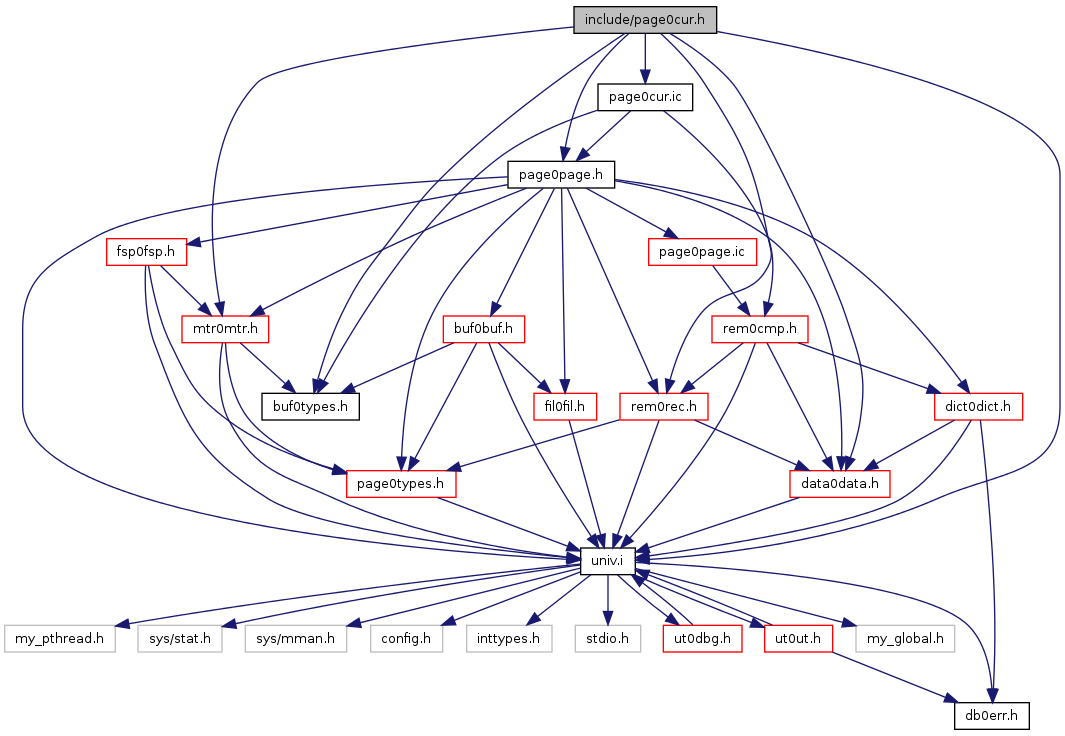 include/page0cur.h
page0cur.ic
page0page.h
fsp0fsp.h
page0page.ic
mtr0mtr.h
buf0buf.h
rem0cmp.h
buf0types.h
fil0fil.h
rem0rec.h
dict0dict.h
page0types.h
data0data.h
univ.i
my_pthread.h
sys/stat.h
sys/mman.h
config.h
inttypes.h
stdio.h
ut0dbg.h
ut0ut.h
my_global.h
db0err.h